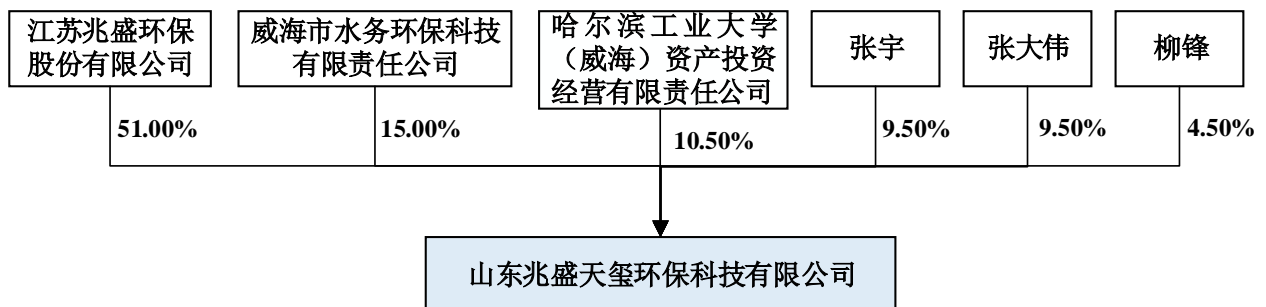 江苏兆盛环保
股份有限公司
威海市水务环保科技
有限责任公司
哈尔滨工业大学
（威海）资产投资
经营有限责任公司
张宇
张大伟
柳锋
51.00%
15.00%
10.50%
9.50%
9.50%
4.50%
山东兆盛天玺环保科技有限公司